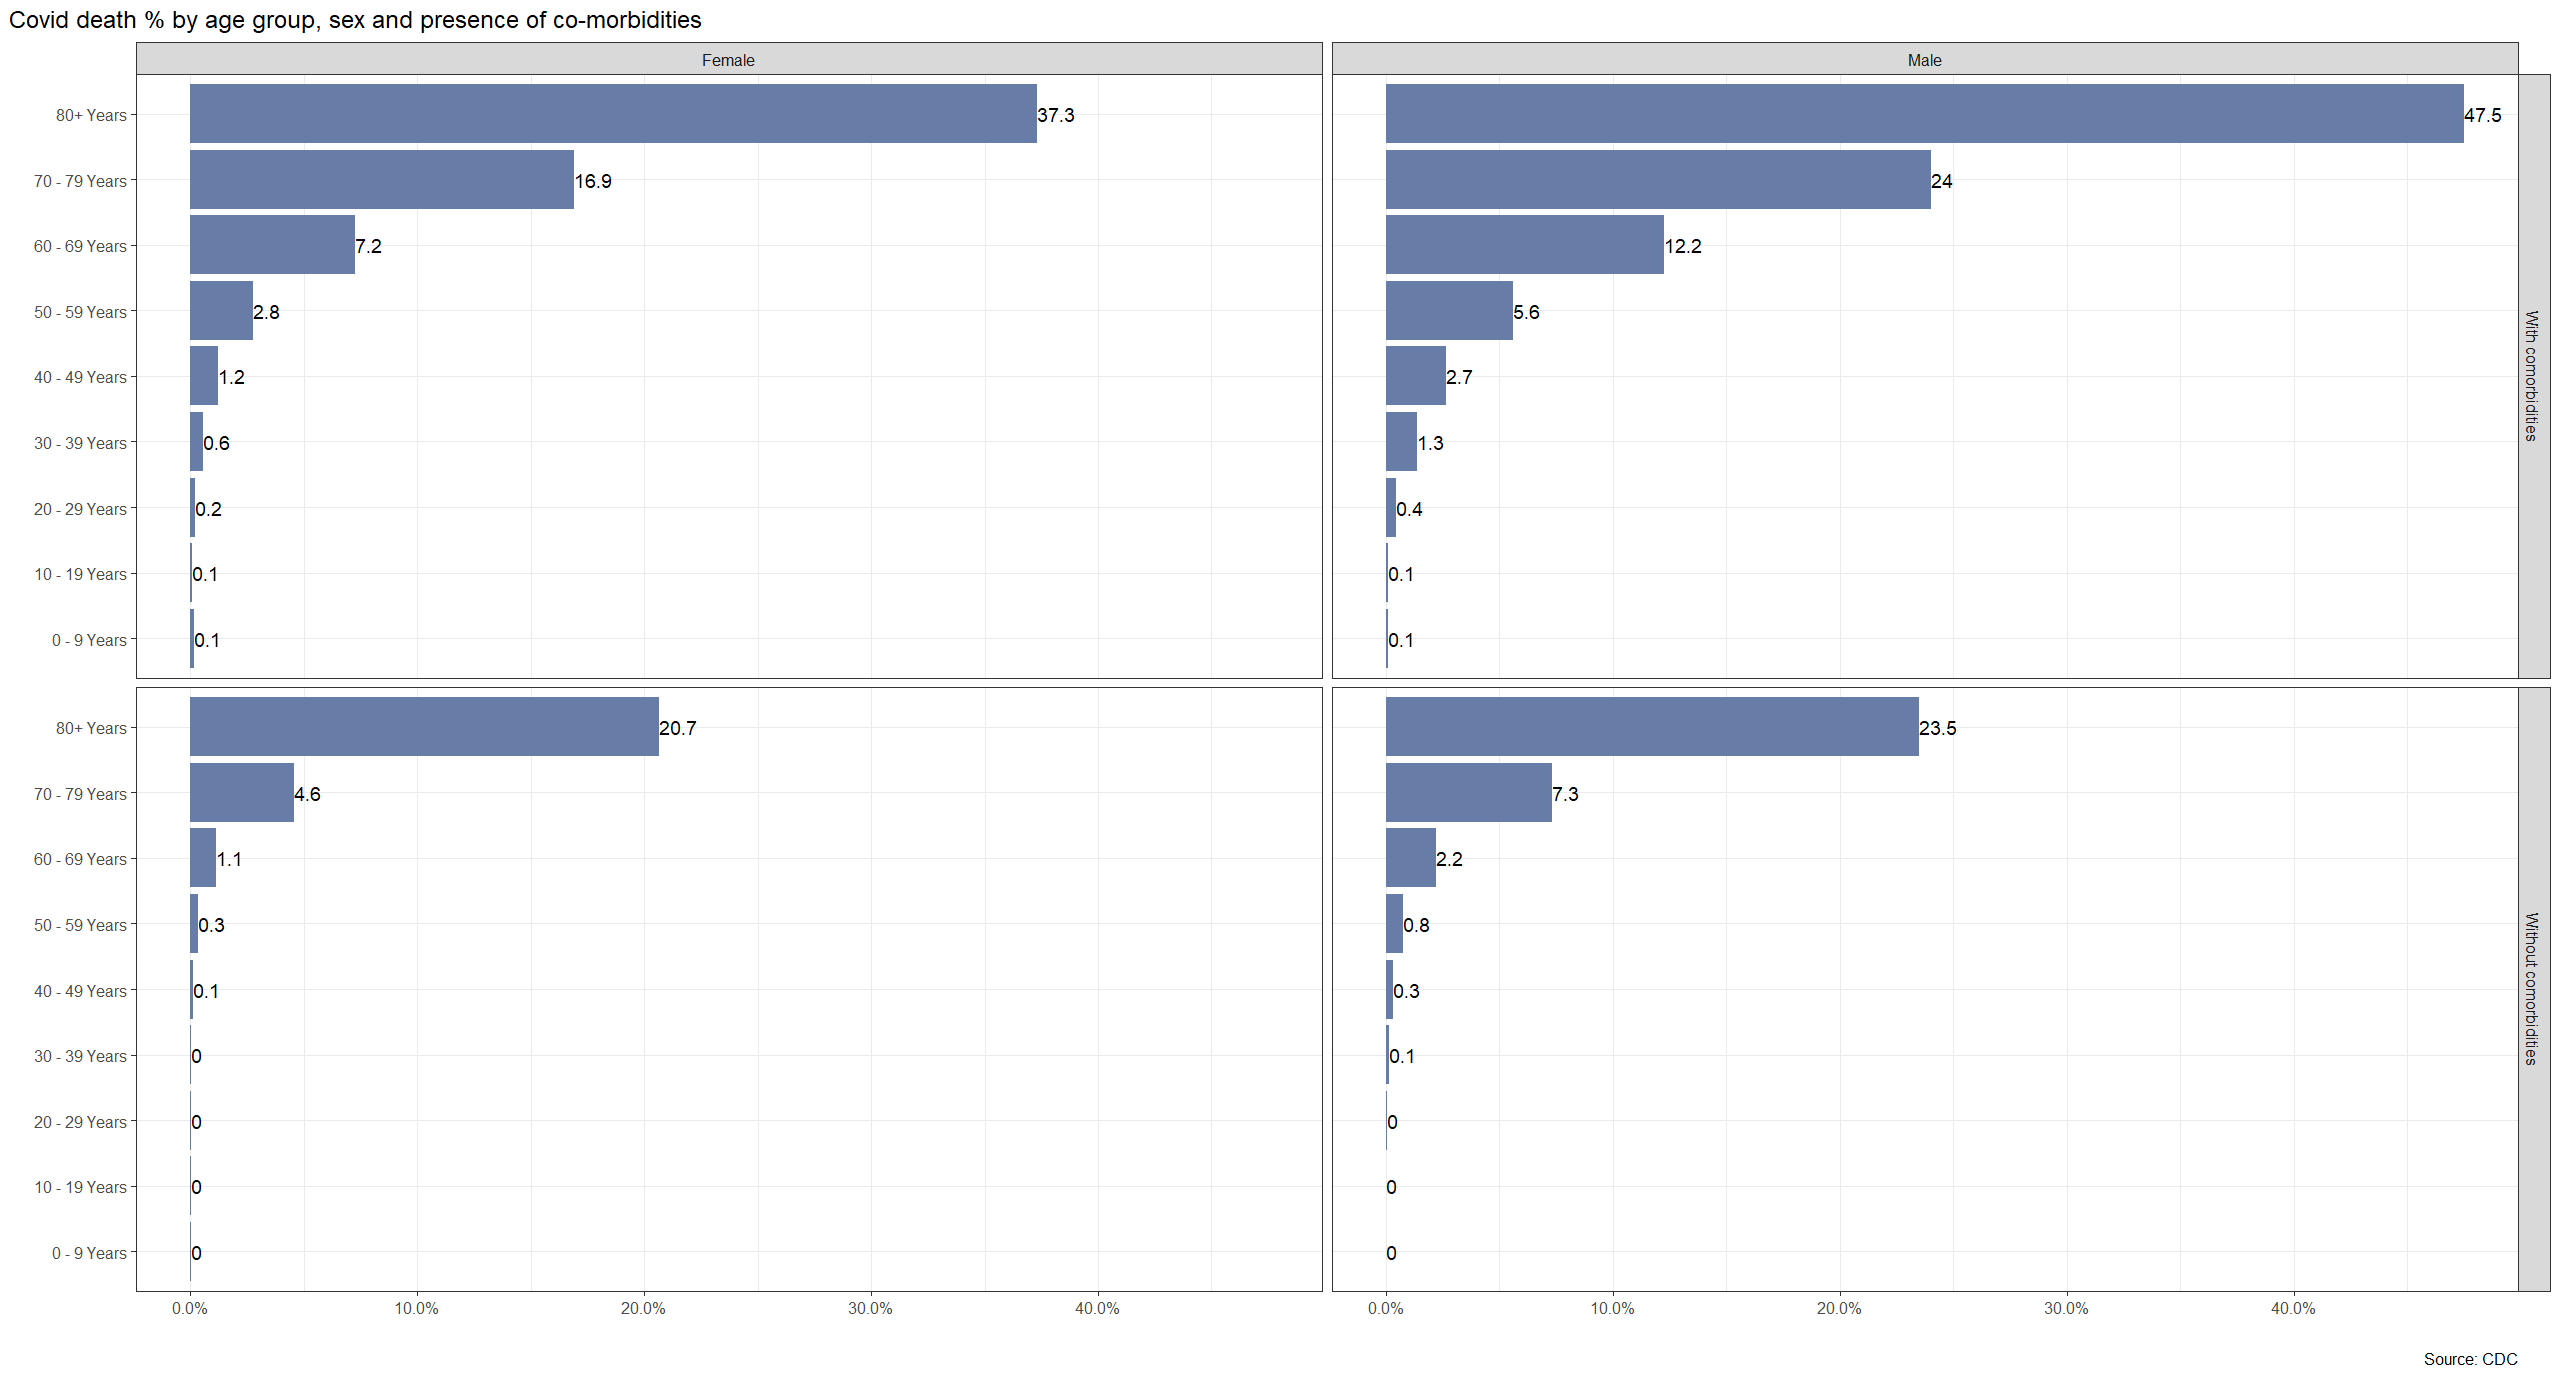 Covid death % by age group, sex and presence of co-morbidities
Female
Male
80+ Years
37.3
47.5
70 - 79 Years
16.9
24
60 - 69 Years
7.2
12.2
50 - 59 Years
2.8
5.6
40 - 49 Years
1.2
2.7
30 - 39 Years
0.6
1.3
20 - 29 Years
0.2
0.4
10 - 19 Years
0.1
0.1
0 - 9 Years
0.1
0.1
With comorbidities
80+ Years
20.7
23.5
70 - 79 Years
4.6
7.3
60 - 69 Years
1.1
2.2
50 - 59 Years
0.3
0.8
40 - 49 Years
0.1
0.3
30 - 39 Years
0
0.1
20 - 29 Years
0
0
10 - 19 Years
0
0
0 - 9 Years
0
0
Without comorbidities
0.0% 10.0% 20.0% 30.0% 40.0%
0.0% 10.0% 20.0% 30.0% 40.0%
Source: CDC